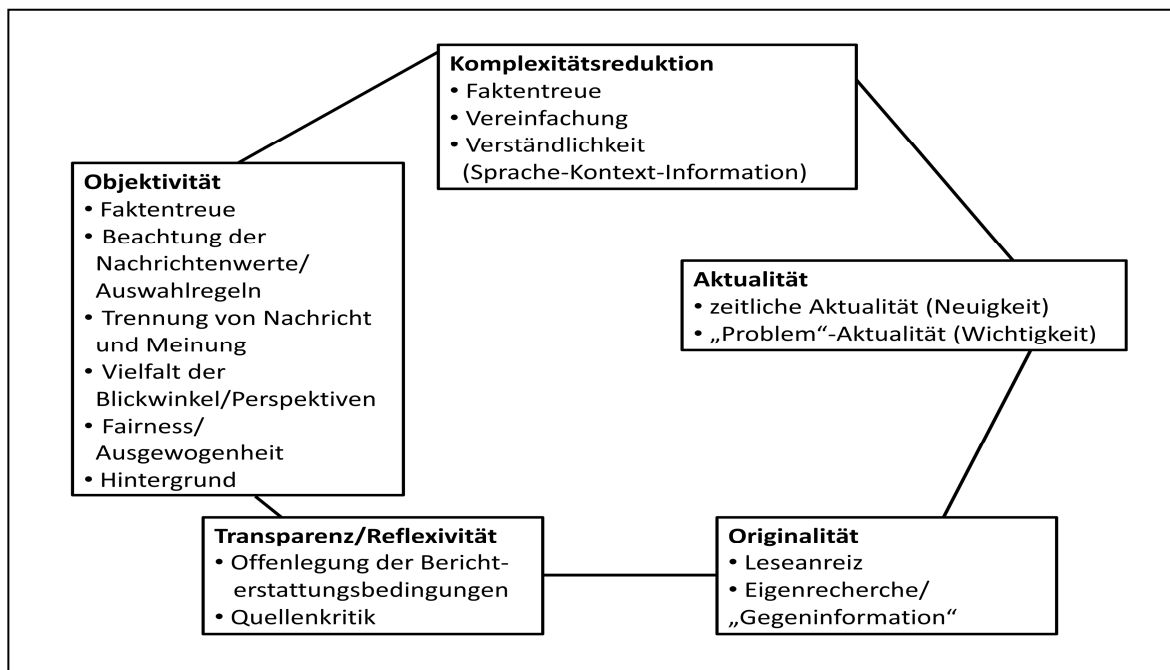 Komplexitätsreduktion
• Faktentreue
• Vereinfachung
• Verständlichkeit
(Sprache-Kontext-Information)
Objektivität
• Faktentreue
• Beachtung der
Nachrichtenwerte/
Auswahlregeln
• Trennung von Nachricht
und Meinung
• Vielfalt der
Blickwinkel/Perspektiven
• Fairness/
Ausgewogenheit
• Hintergrund
Aktualität
• zeitliche Aktualität (Neuigkeit)
• „Problem“-Aktualität (Wichtigkeit)
Transparenz/Reflexivität
• Offenlegung der Bericht-
erstattungsbedingungen
• Quellenkritik
Originalität
• Leseanreiz
• Eigenrecherche/
„Gegeninformation“